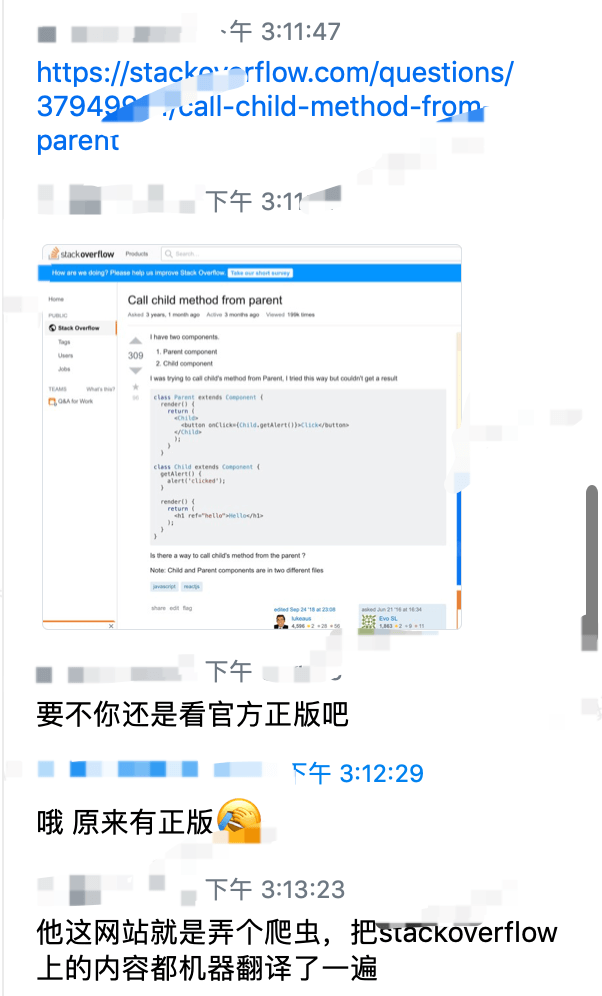 午 3:11:47
https://stackoverflow.com/questions/
/call-child-method-from-
parent
下午 3:11
stackoverflow
Products
Search...
How are we doing? Please help us improve Stack Overflow. Take our short survey
Home
PUBLIC
Stack Overflow
Tags
Users
Jobs
TEAMS What's this?
Q&A for Work
Call child method from parent
Asked 3 years, 1 month ago Active 3 months ago Viewed 199k times
309
I have two components.
1. Parent component
2. Child component
I was trying to call child's method from Parent, I tried this way but couldn't get a result
class Parent extends Component {
render() {
return (
<Child>
<button onClick={Child.getAlert()}>Click</button>
</Child>
);
}
}
class Child extends Component {
getAlert() {
alert('clicked');
}
render() {
return (
<h1 ref="hello">Hello</h1>
);
}
}
Is there a way to call child's method from the parent ?
Note: Child and Parent components are in two different files
javascript reactjs
share edit flag
edited Sep 24 '18 at 23:08
lukeaus
asked Jun 21 '16 at 16:34
Evo SL
下午
要不你还是看官方正版吧
下午 3:12:29
哦 原来有正版
下午 3:13:23
他这网站就是弄个爬虫，把stackoverflow
上的内容都机器翻译了一遍